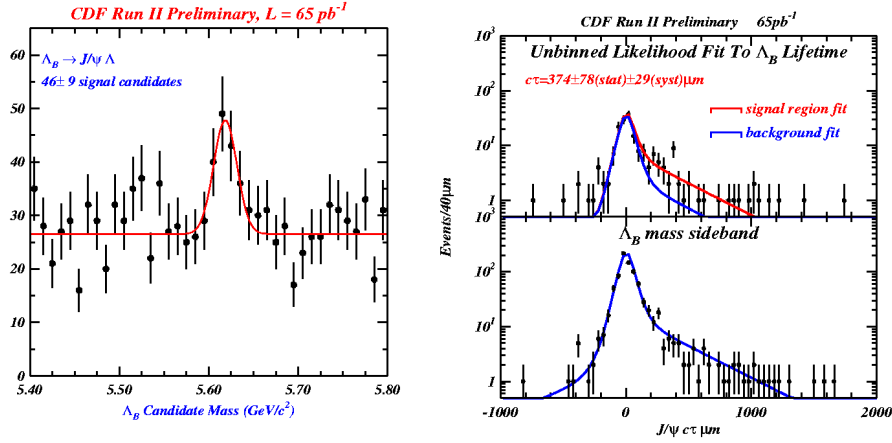 CDF Run II Preliminary, L = 65 pb⁻¹
Λ_B → J/ψ Λ
46± 9 signal candidates
60
50
40
30
20
10
0
5.40 5.50 5.60 5.70 5.80
Λ_B Candidate Mass (GeV/c²)
CDF Run II Preliminary 65pb⁻¹
Unbinned Likelihood Fit To Λ_B Lifetime
cτ=374±78(stat)±29(syst)μm
signal region fit
background fit
10³
10²
10
1
10³
Λ_B mass sideband
10²
10
1
Events/40μm
-1000 0 1000 2000
J/ψ cτ μm